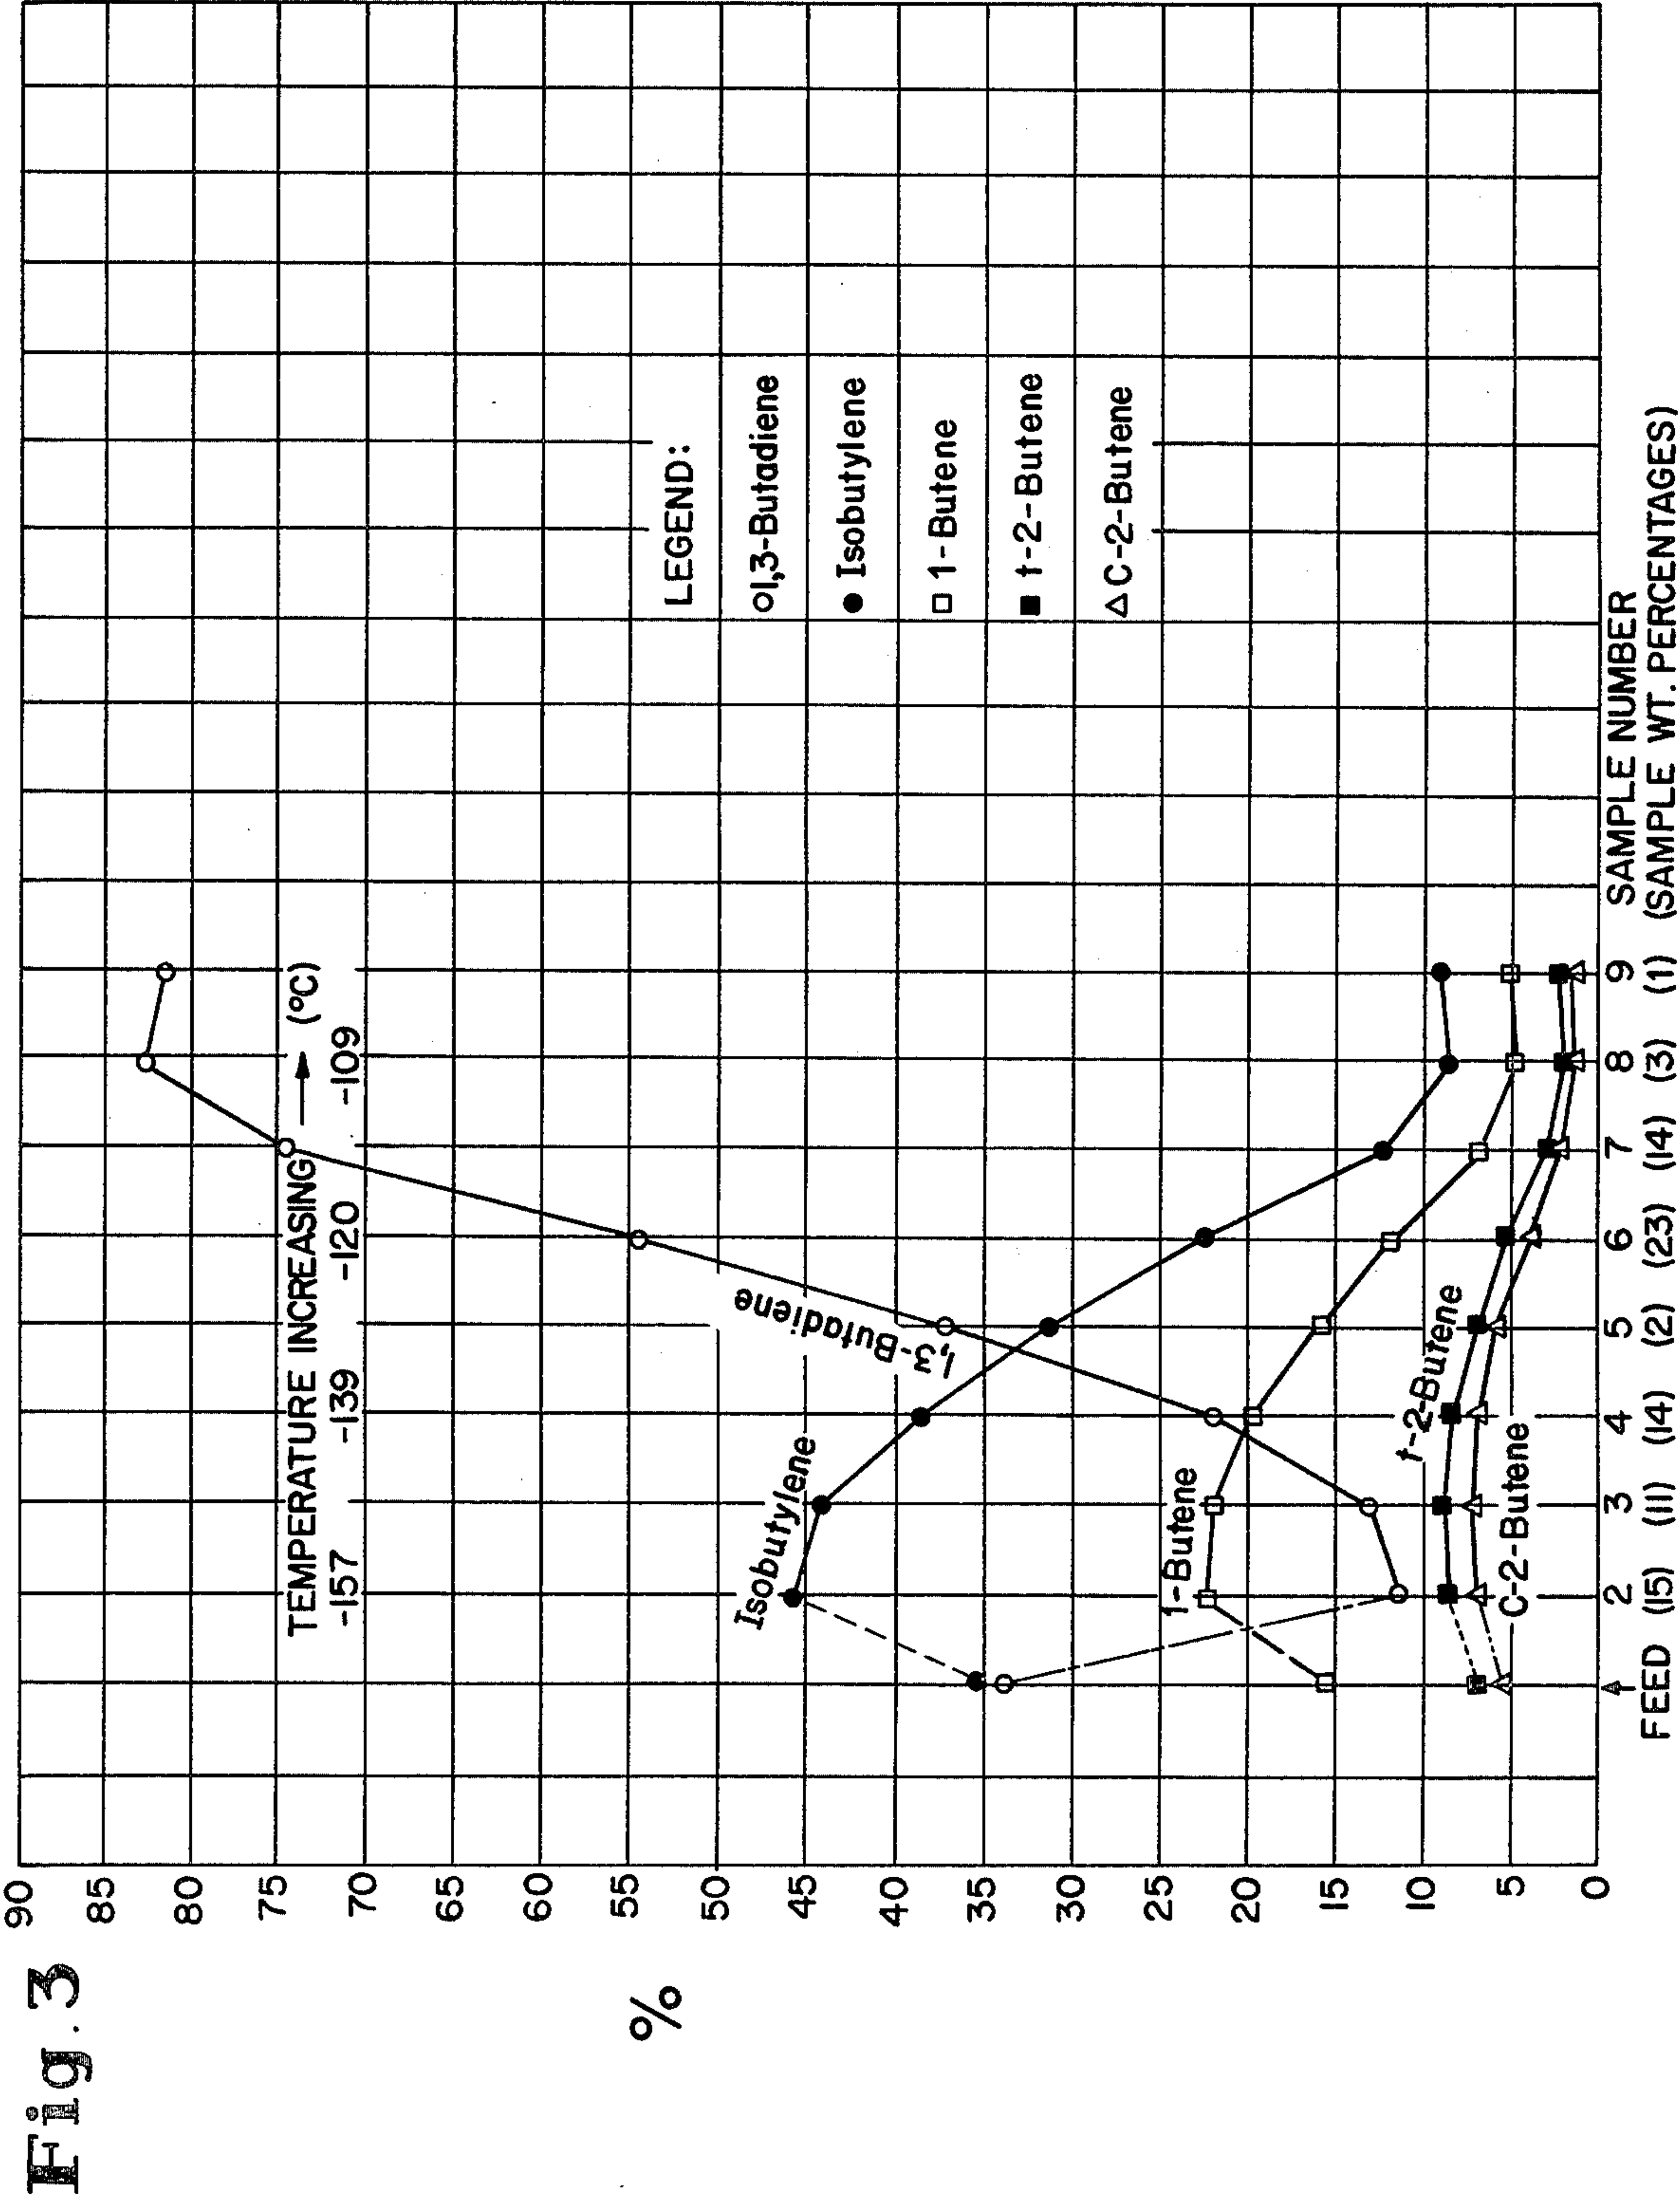 Fig. 3
%
90
85
80
75
70
65
60
55
50
45
40
35
30
25
20
15
10
5
0
TEMPERATURE INCREASING → (°C)
-157 -139 -120 -109
Isobutylene
1,3-Butadiene
1-Butene
t-2-Butene
C-2-Butene
LEGEND:
○1,3-Butadiene
● Isobutylene
□ 1-Butene
■ t-2-Butene
△ C-2-Butene
2 3 4 5 6 7 8 9 SAMPLE NUMBER
FEED (15) (11) (14) (2) (23) (14) (3) (1) (SAMPLE WT. PERCENTAGES)